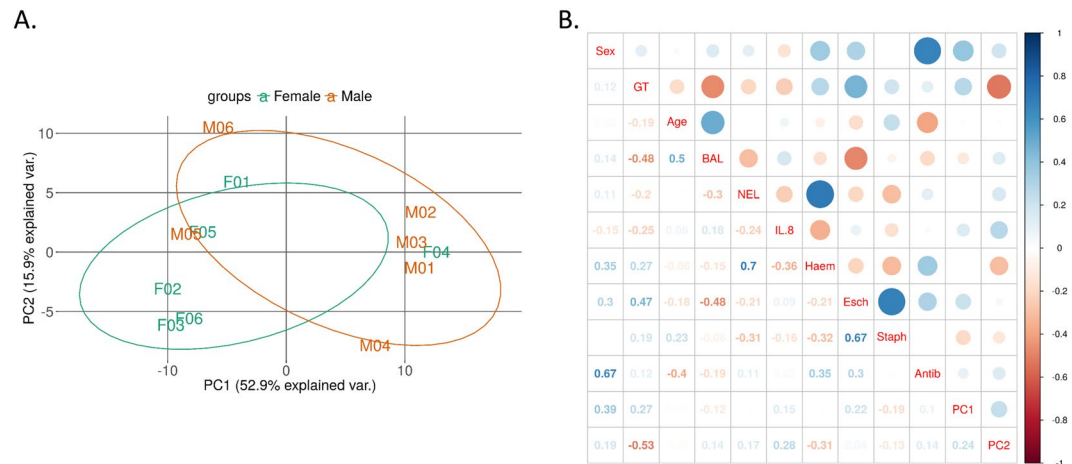 A.
groups a Female a Male
M06
10
F01
5
M02
M05
F05
M03
F04
0
M01
F02
-5
F03
F06
M04
-10
0
10
PC1 (52.9% explained var.)
PC2 (15.9% explained var.)
B.
Sex
0.12 GT
-0.19 Age
0.14 -0.48 0.5 BAL
0.11 -0.2 -0.3 NEL
-0.15 -0.25 0.18 -0.24 IL.8
0.35 0.27 -0.15 0.7 -0.36 Haem
0.3 0.47 -0.18 -0.48 -0.21 0.09 -0.21 Esch
0.19 0.23 -0.31 -0.16 -0.32 0.67 Staph
0.67 0.12 -0.4 -0.19 0.11 0.35 0.3 Antib
0.39 0.27 -0.12 0.15 0.22 -0.19 0.1 PC1
0.19 -0.53 0.14 0.17 0.28 -0.31 -0.13 0.14 0.24 PC2
1
0.8
0.6
0.4
0.2
0
-0.2
-0.4
-0.6
-0.8
-1